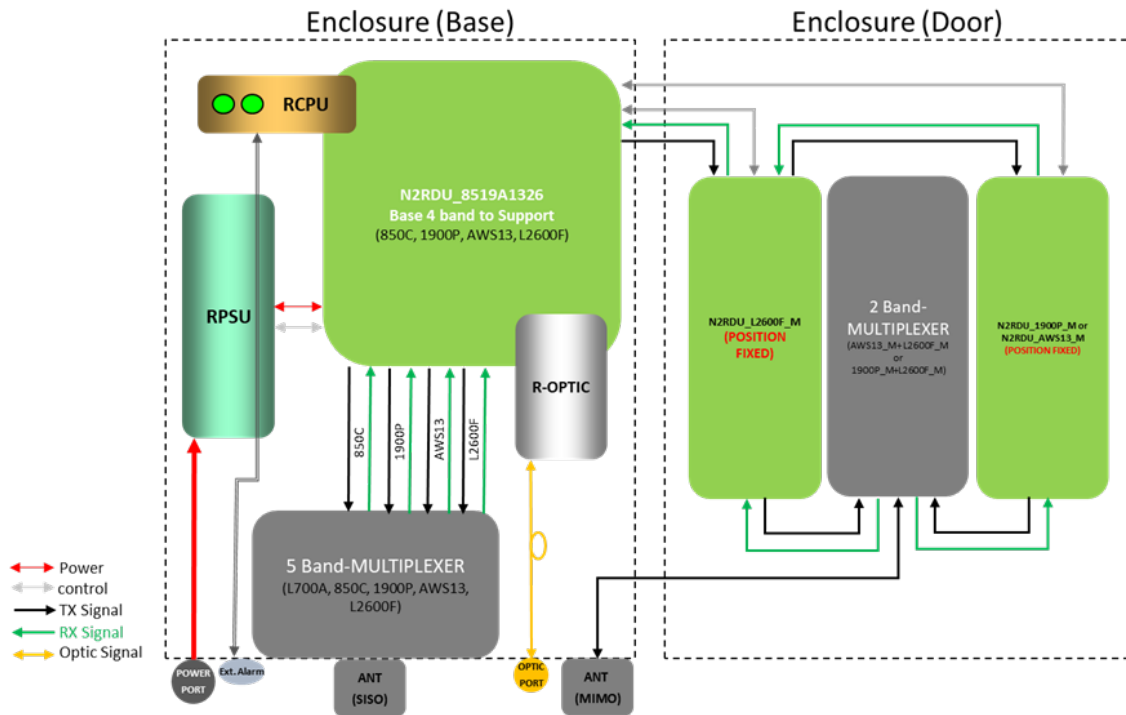 Enclosure (Base)
Enclosure (Door)
RCPU
N2RDU_8519A1326
Base 4 band to Support
(850C, 1900P, AWS13, L2600F)
RPSU
R-OPTIC
850C
1900P
AWS13
L2600F
5 Band-MULTIPLEXER
(L700A, 850C, 1900P, AWS13,
L2600F)
N2RDU_L2600F_M
(POSITION
FIXED)
2 Band-
MULTIPLEXER
(AWS13_M+L2600F_M
or
1900P_M+L2600F_M)
N2RDU_1900P_M or
N2RDU_AWS13_M
(POSITION FIXED)
Power
control
TX Signal
RX Signal
Optic Signal
POWER
PORT
Ext. Alarm
ANT
(SISO)
OPTIC
PORT
ANT
(MIMO)